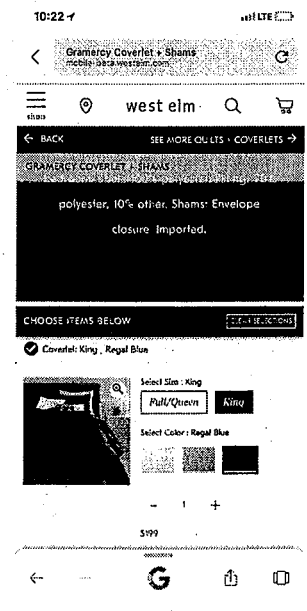 10:22
LTE
Gramercy Coverlet + Shams
mobile-beta.westelm.com
shop
west elm
← BACK
SEE MORE QUILTS + COVERLETS →
GRAMERCY COVERLET + SHAMS
polyester, 10% other. Shams: Envelope
closure. Imported.
CHOOSE ITEMS BELOW
CLEAR SELECTIONS
Coverlet: King , Regal Blue
Select Size : King
Full/Queen
King
Select Color : Regal Blue
- 1 +
$199
G